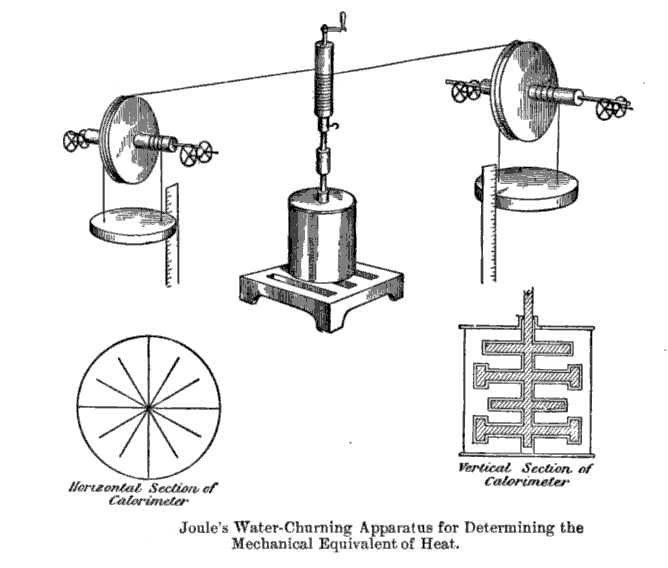 Horizontal Section of
Calorimeter
Vertical Section of
Calorimeter
Joule's Water-Churning Apparatus for Determining the
Mechanical Equivalent of Heat.